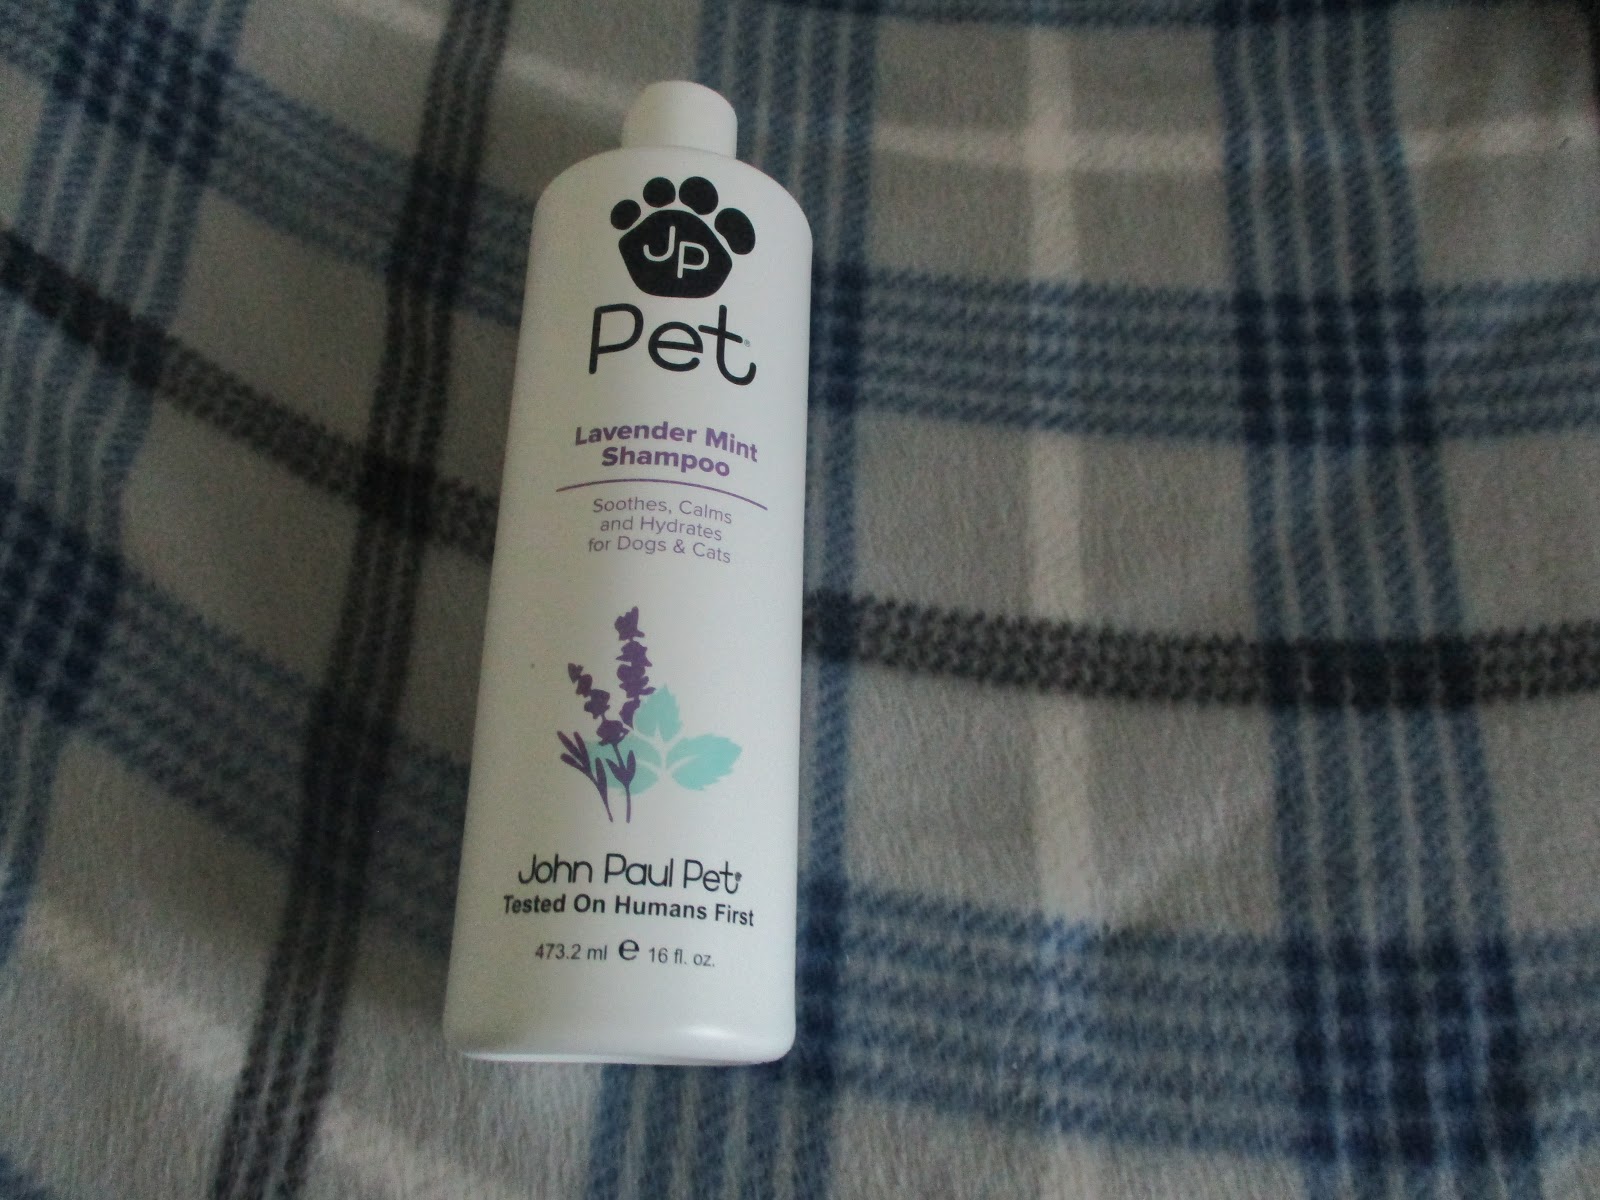 JP
Pet®
Lavender Mint
Shampoo
Soothes, Calms
and Hydrates
for Dogs & Cats
John Paul Pet®
Tested On Humans First
473.2 ml e 16 fl. oz.